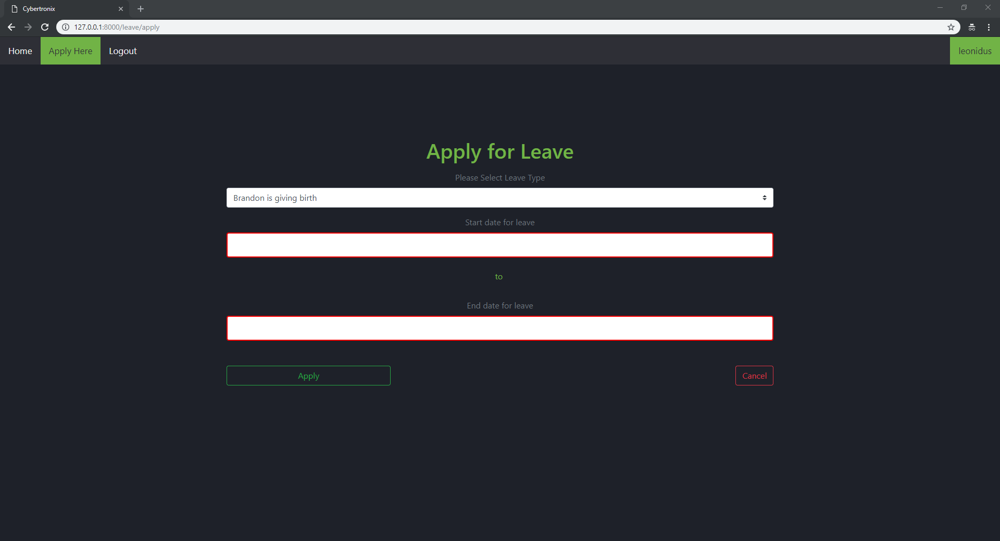 Cybertronix
127.0.0.1:8000/leave/apply
Home Apply Here Logout leonidus
Apply for Leave
Please Select Leave Type
Brandon is giving birth
Start date for leave
to
End date for leave
Apply Cancel